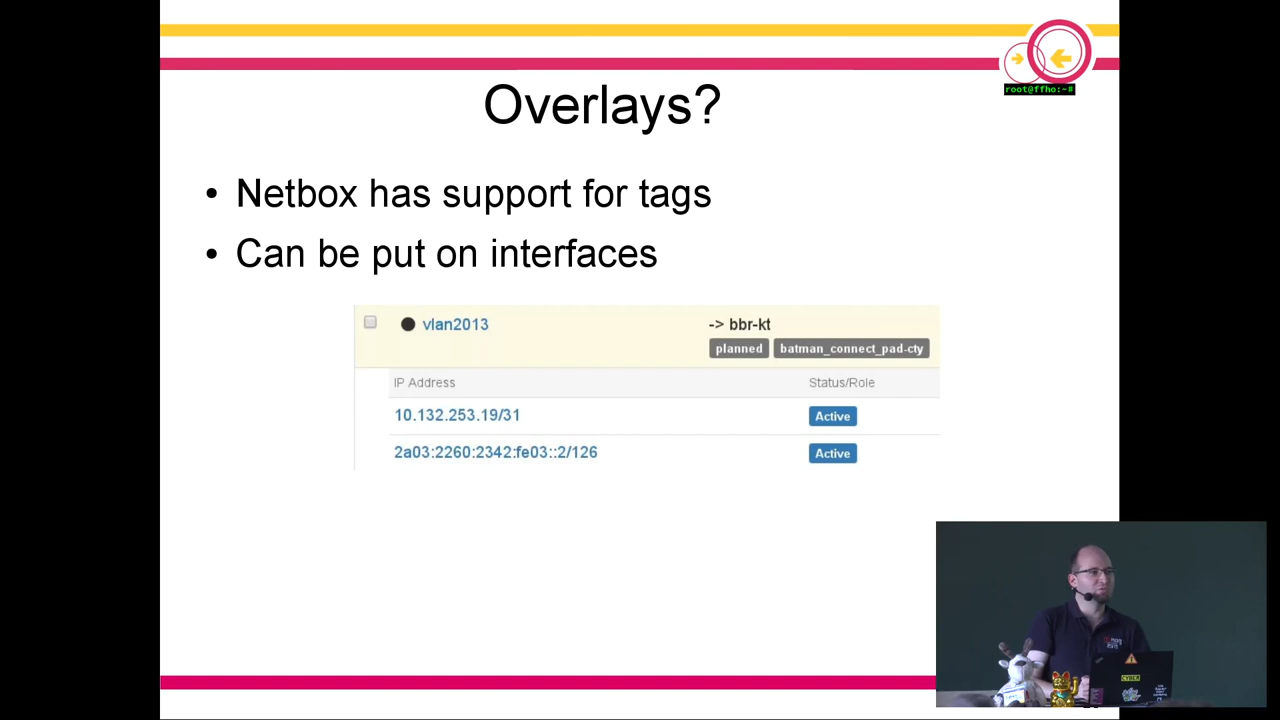 root@ffho:~#
Overlays?
• Netbox has support for tags
• Can be put on interfaces
vlan2013 -> bbr-kt
planned batman_connect_pad-cty
IP Address Status/Role
10.132.253.19/31 Active
2a03:2260:2342:fe03::2/126 Active
CYBER